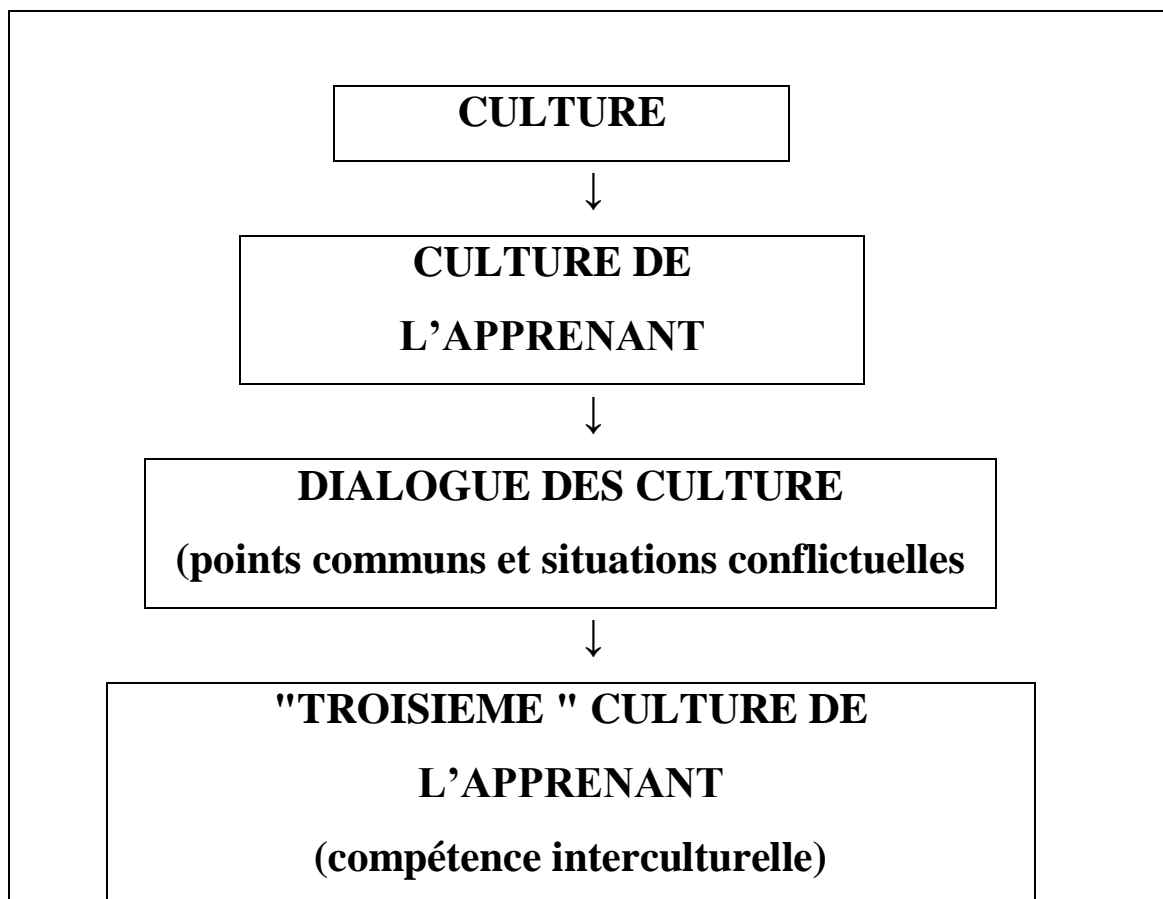 CULTURE
↓
CULTURE DE
L’APPRENANT
↓
DIALOGUE DES CULTURE
(points communs et situations conflictuelles
↓
"TROISIEME " CULTURE DE
L’APPRENANT
(compétence interculturelle)